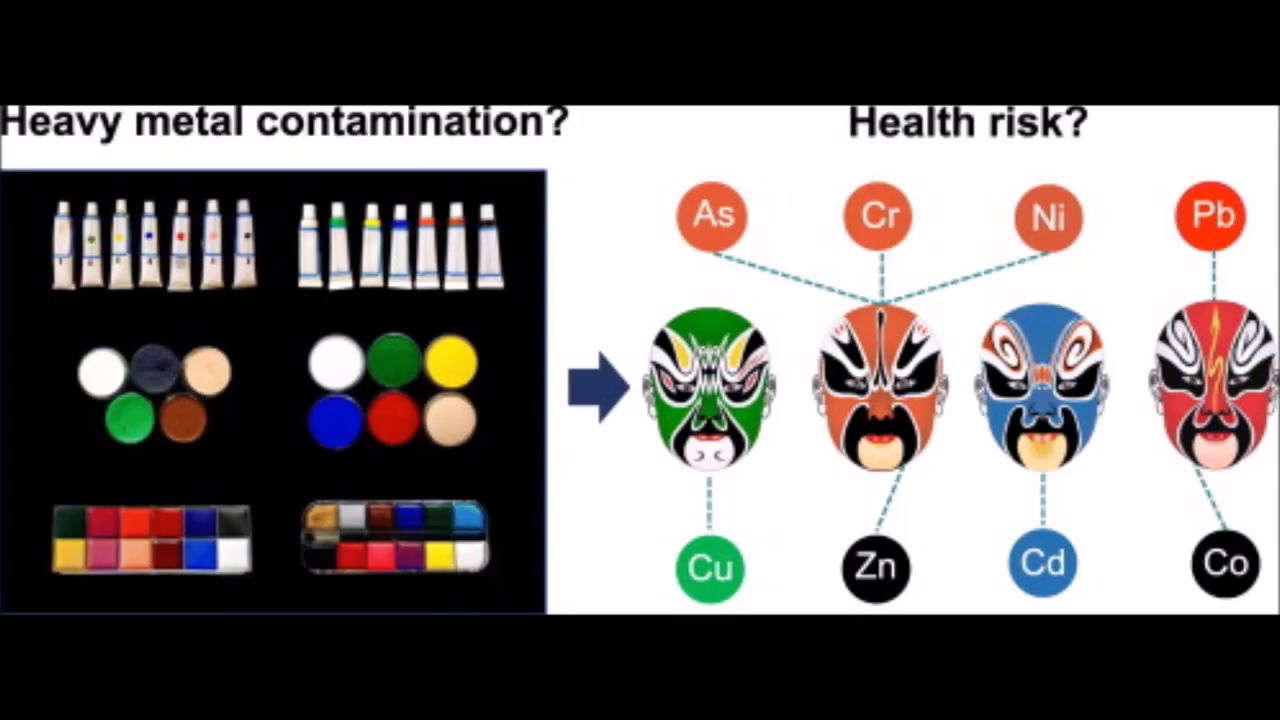 Heavy metal contamination?
Health risk?
As
Cr
Ni
Pb
Cu
Zn
Cd
Co